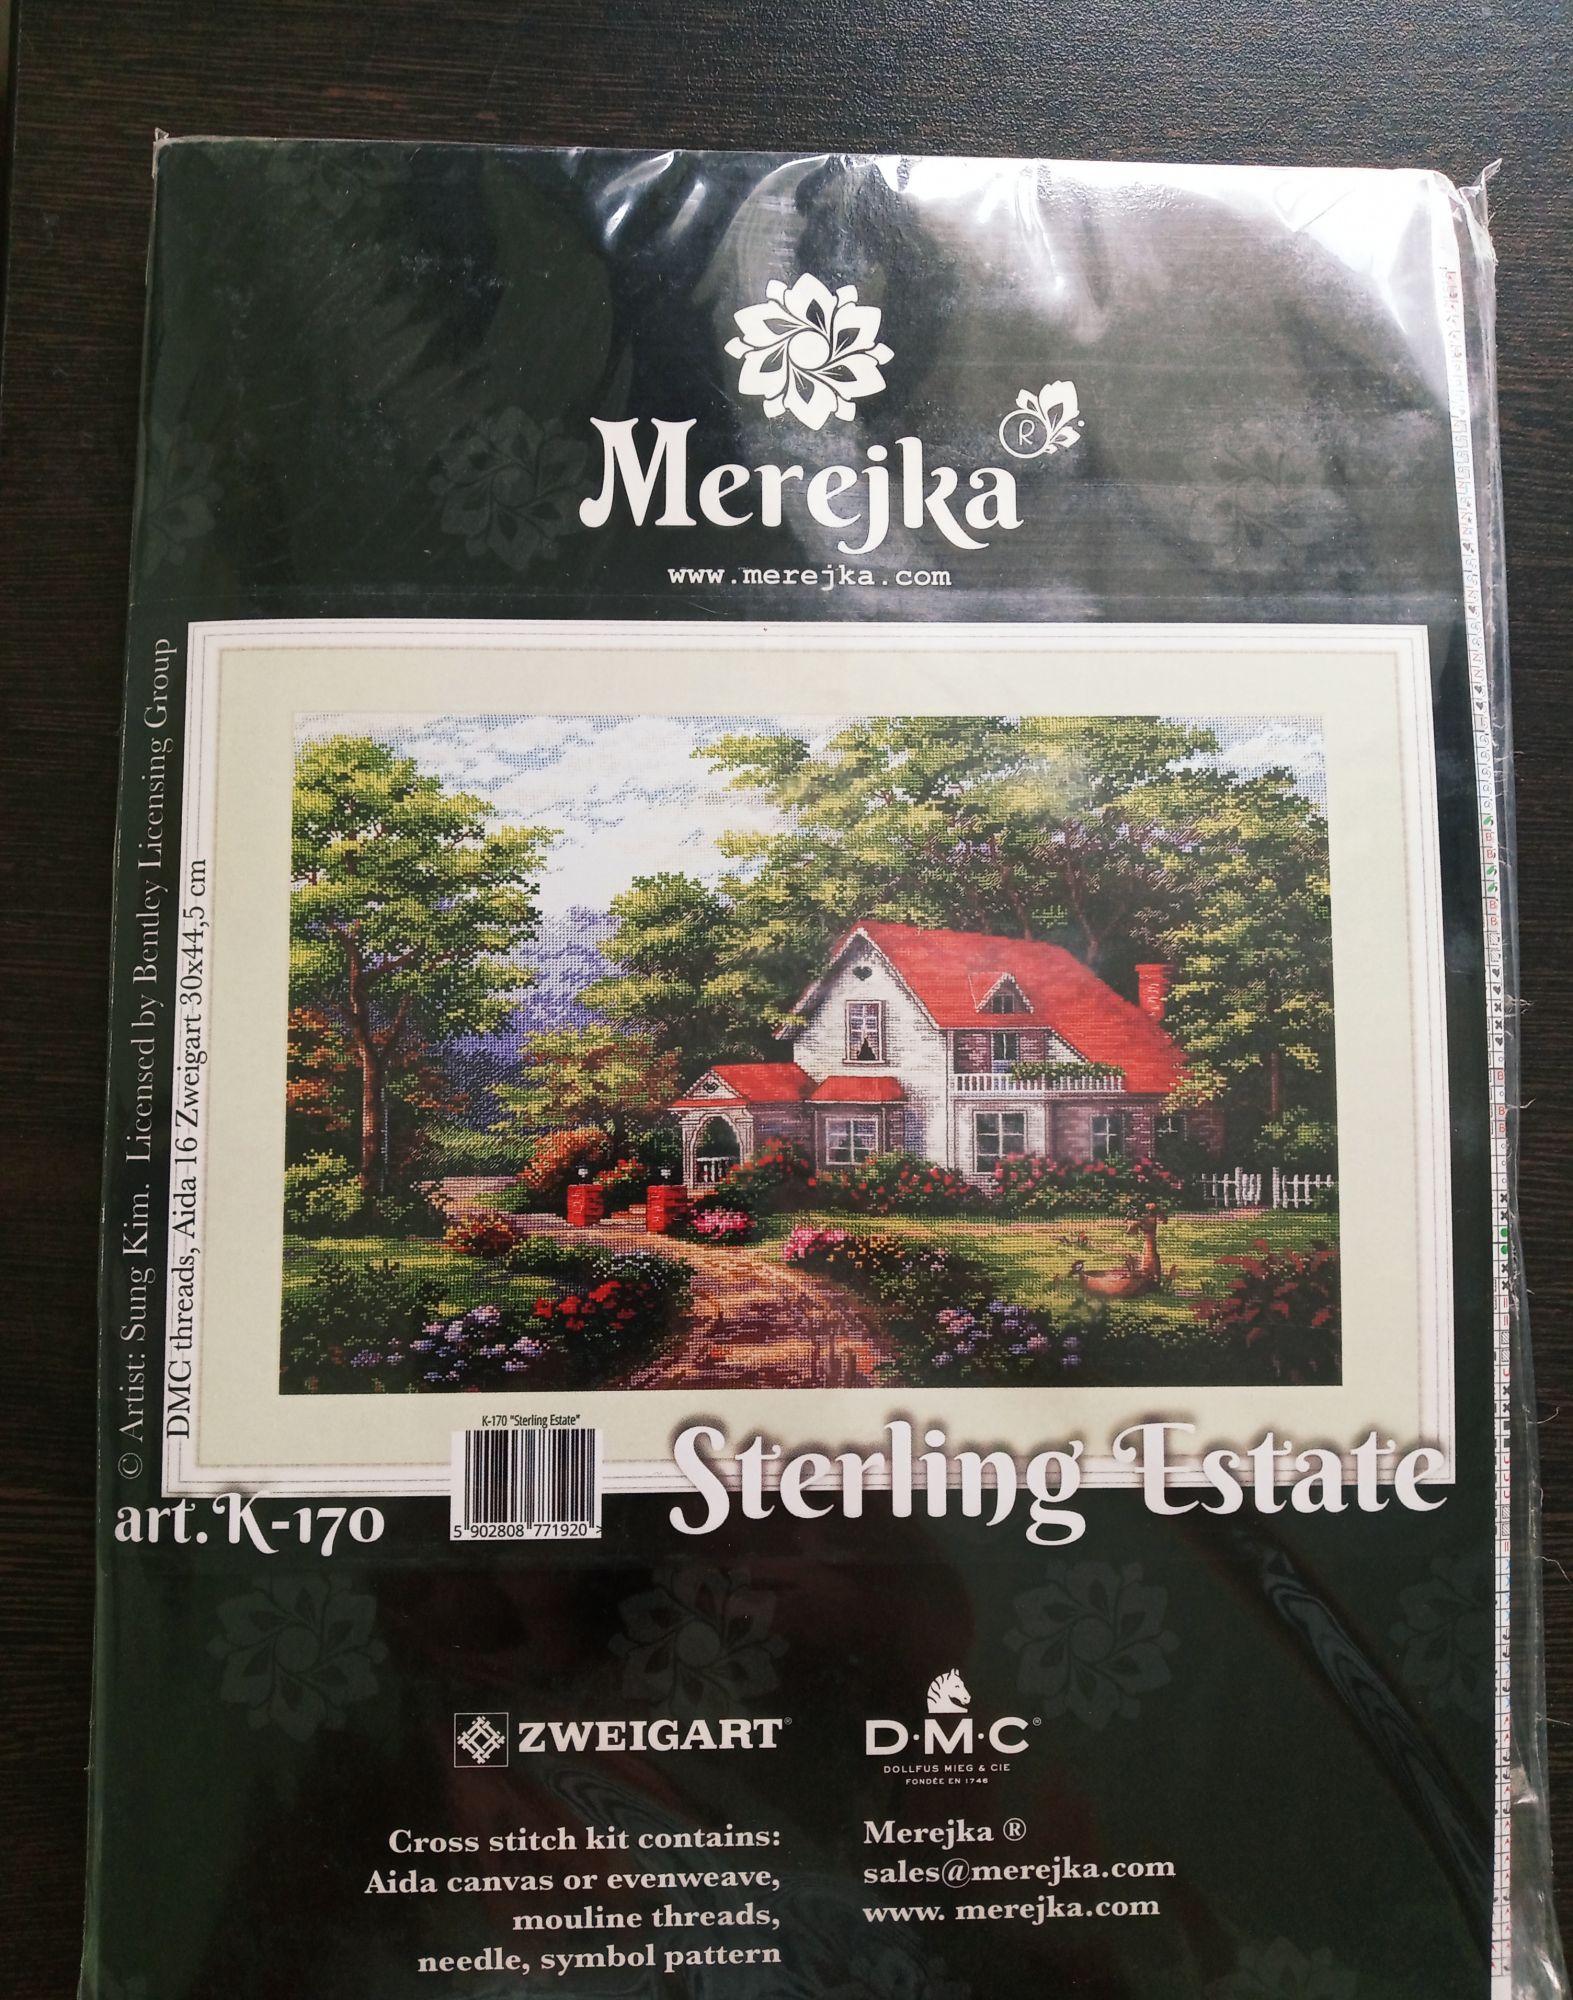 Merejka
R
www.merejka.com
© Artist: Sung Kim. Licensed by Bentley Licensing Group
DMC threads, Aida 16 Zweigart 30x44,5 cm
K-170 "Sterling Estate"
5 902808 771920 >
art.K-170
Sterling Estate
ZWEIGART®
D·M·C®
DOLLFUS MIEG & CIE
FONDÉE EN 1746
Cross stitch kit contains:
Aida canvas or evenweave,
mouline threads,
needle, symbol pattern
Merejka ®
sales@merejka.com
www. merejka.com